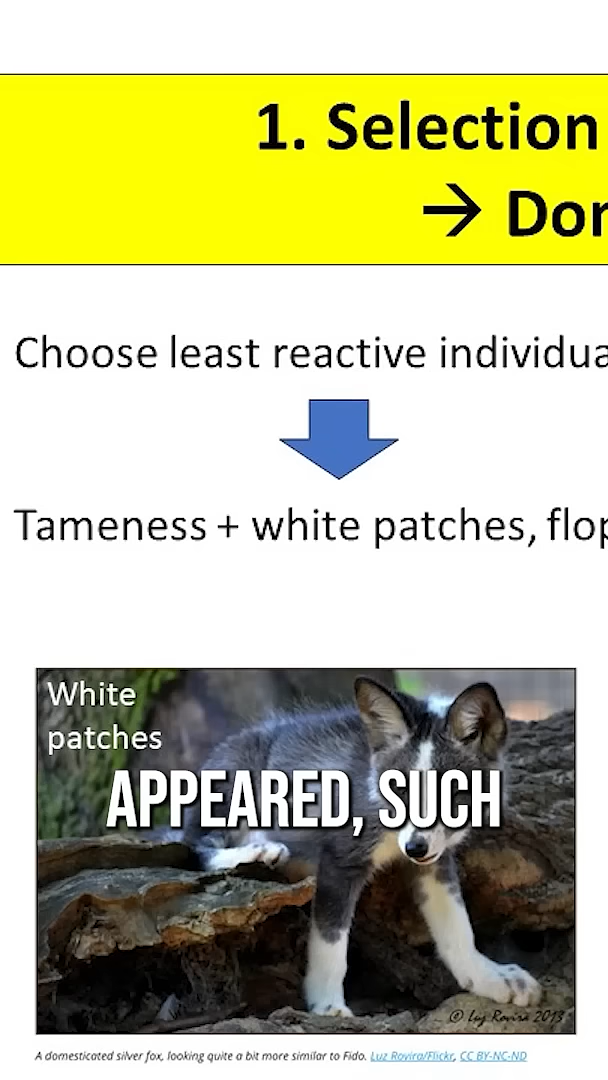 1. Selection
→ Dor
Choose least reactive individua
Tameness + white patches, flop
White
patches
APPEARED, SUCH
© Luz Rovira 2013
A domesticated silver fox, looking quite a bit more similar to Fido. Luz Rovira/Flickr, CC BY-NC-ND